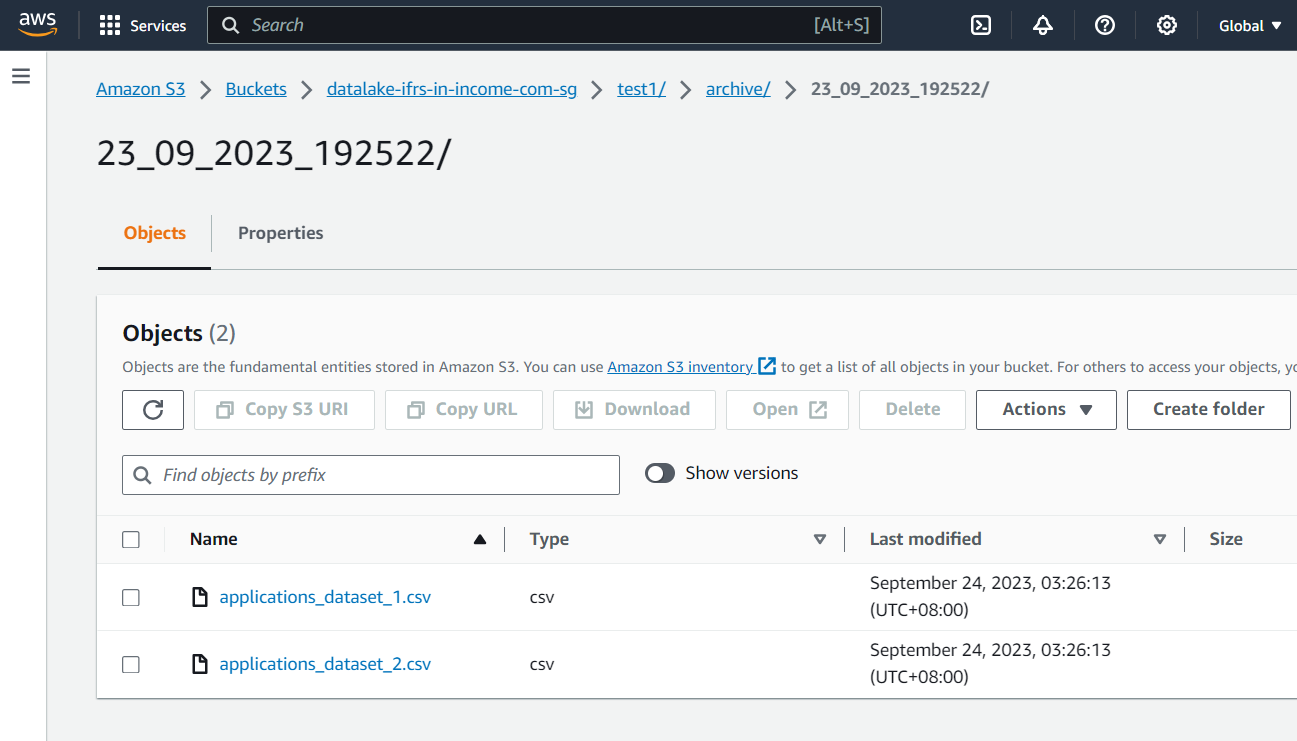 aws Services Search [Alt+S] Global
Amazon S3 Buckets datalake-ifrs-in-income-com-sg test1/ archive/ 23_09_2023_192522/
23_09_2023_192522/
Objects Properties
Objects (2)
Objects are the fundamental entities stored in Amazon S3. You can use Amazon S3 inventory to get a list of all objects in your bucket. For others to access your objects,
Copy S3 URI Copy URL Download Open Delete Actions Create folder
Find objects by prefix Show versions
Name Type Last modified Size
applications_dataset_1.csv csv September 24, 2023, 03:26:13
(UTC+08:00)
applications_dataset_2.csv csv September 24, 2023, 03:26:13
(UTC+08:00)